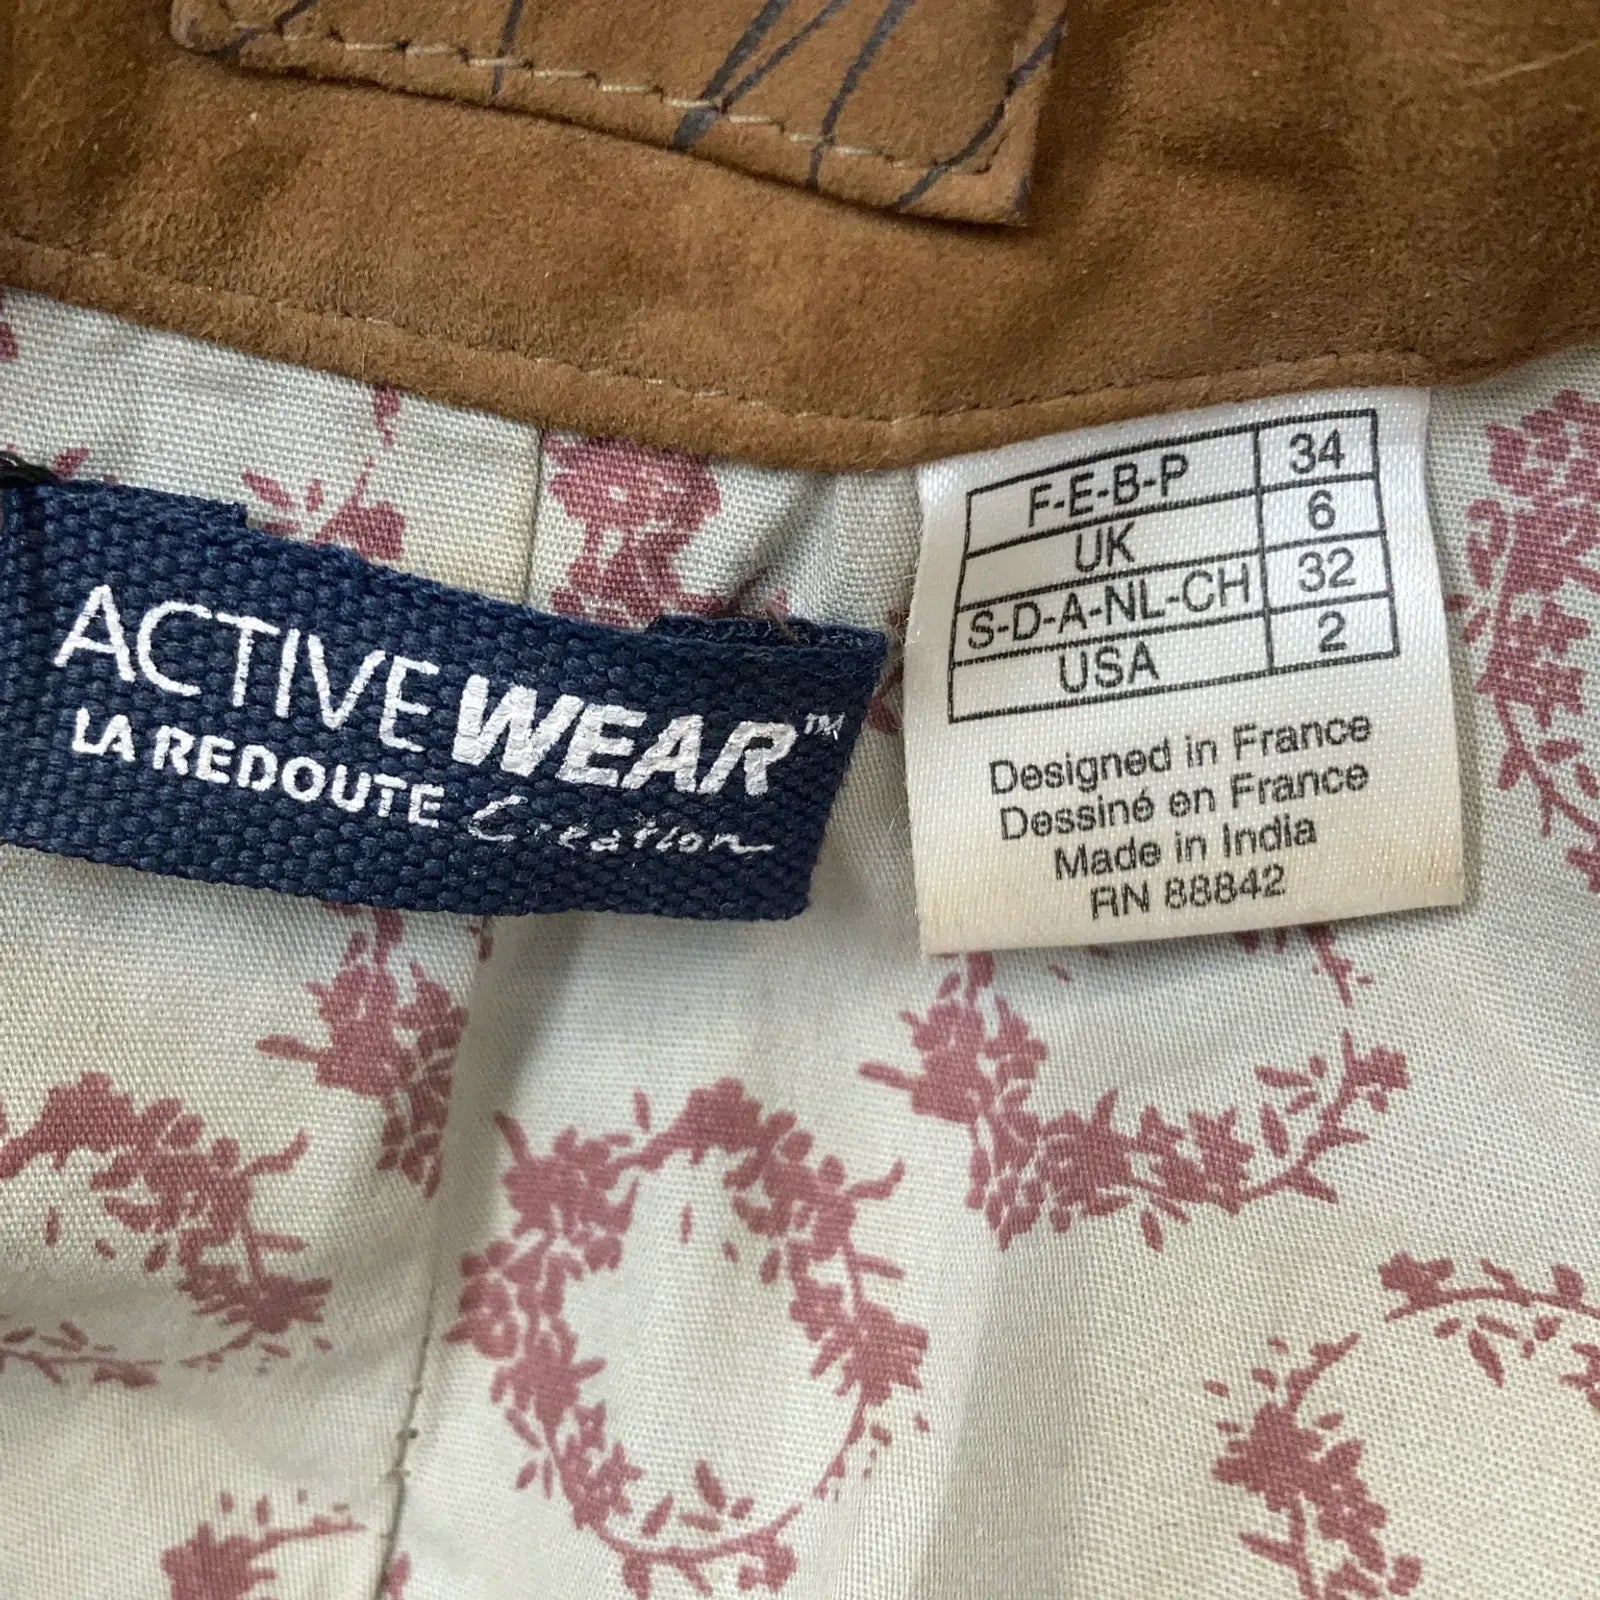 ACTIVE WEAR™
LA REDOUTE Creation
F-E-B-P 34
UK 6
S-D-A-NL-CH 32
USA 2
Designed in France
Dessiné en France
Made in India
RN 88842